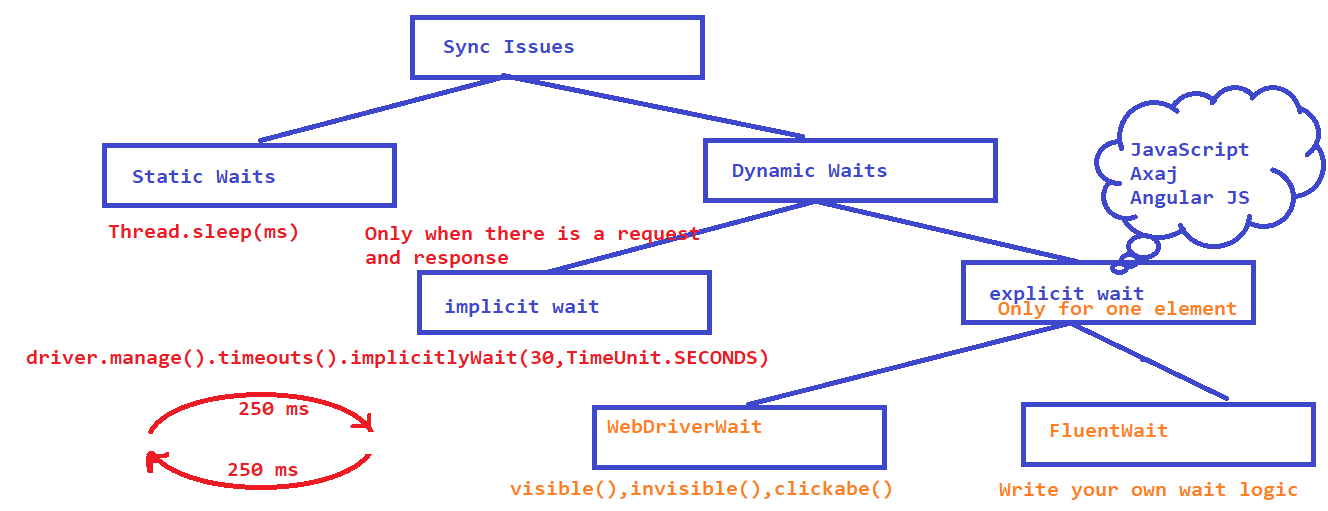 Sync Issues
Static Waits
Dynamic Waits
JavaScript
Axaj
Angular JS
Thread.sleep(ms)
Only when there is a request
and response
implicit wait
explicit wait
Only for one element
driver.manage().timeouts().implicitlyWait(30,TimeUnit.SECONDS)
250 ms
250 ms
WebDriverWait
FluentWait
visible(),invisible(),clickabe()
Write your own wait logic